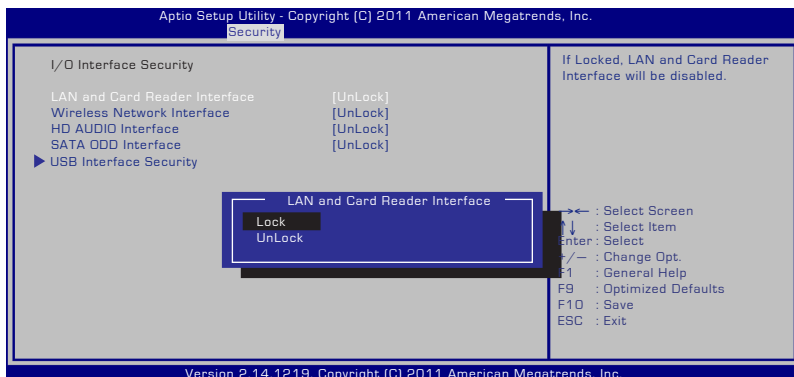 Aptio Setup Utility - Copyright (C) 2011 American Megatrends, Inc.
Security
I/O Interface Security
LAN and Card Reader Interface [UnLock]
Wireless Network Interface [UnLock]
HD AUDIO Interface [UnLock]
SATA ODD Interface [UnLock]
USB Interface Security
LAN and Card Reader Interface
Lock
UnLock
If Locked, LAN and Card Reader
Interface will be disabled.
→← : Select Screen
↑↓ : Select Item
Enter : Select
+/— : Change Opt.
F1 : General Help
F9 : Optimized Defaults
F10 : Save
ESC : Exit
Version 2.14.1219. Copyright (C) 2011 American Megatrends, Inc.